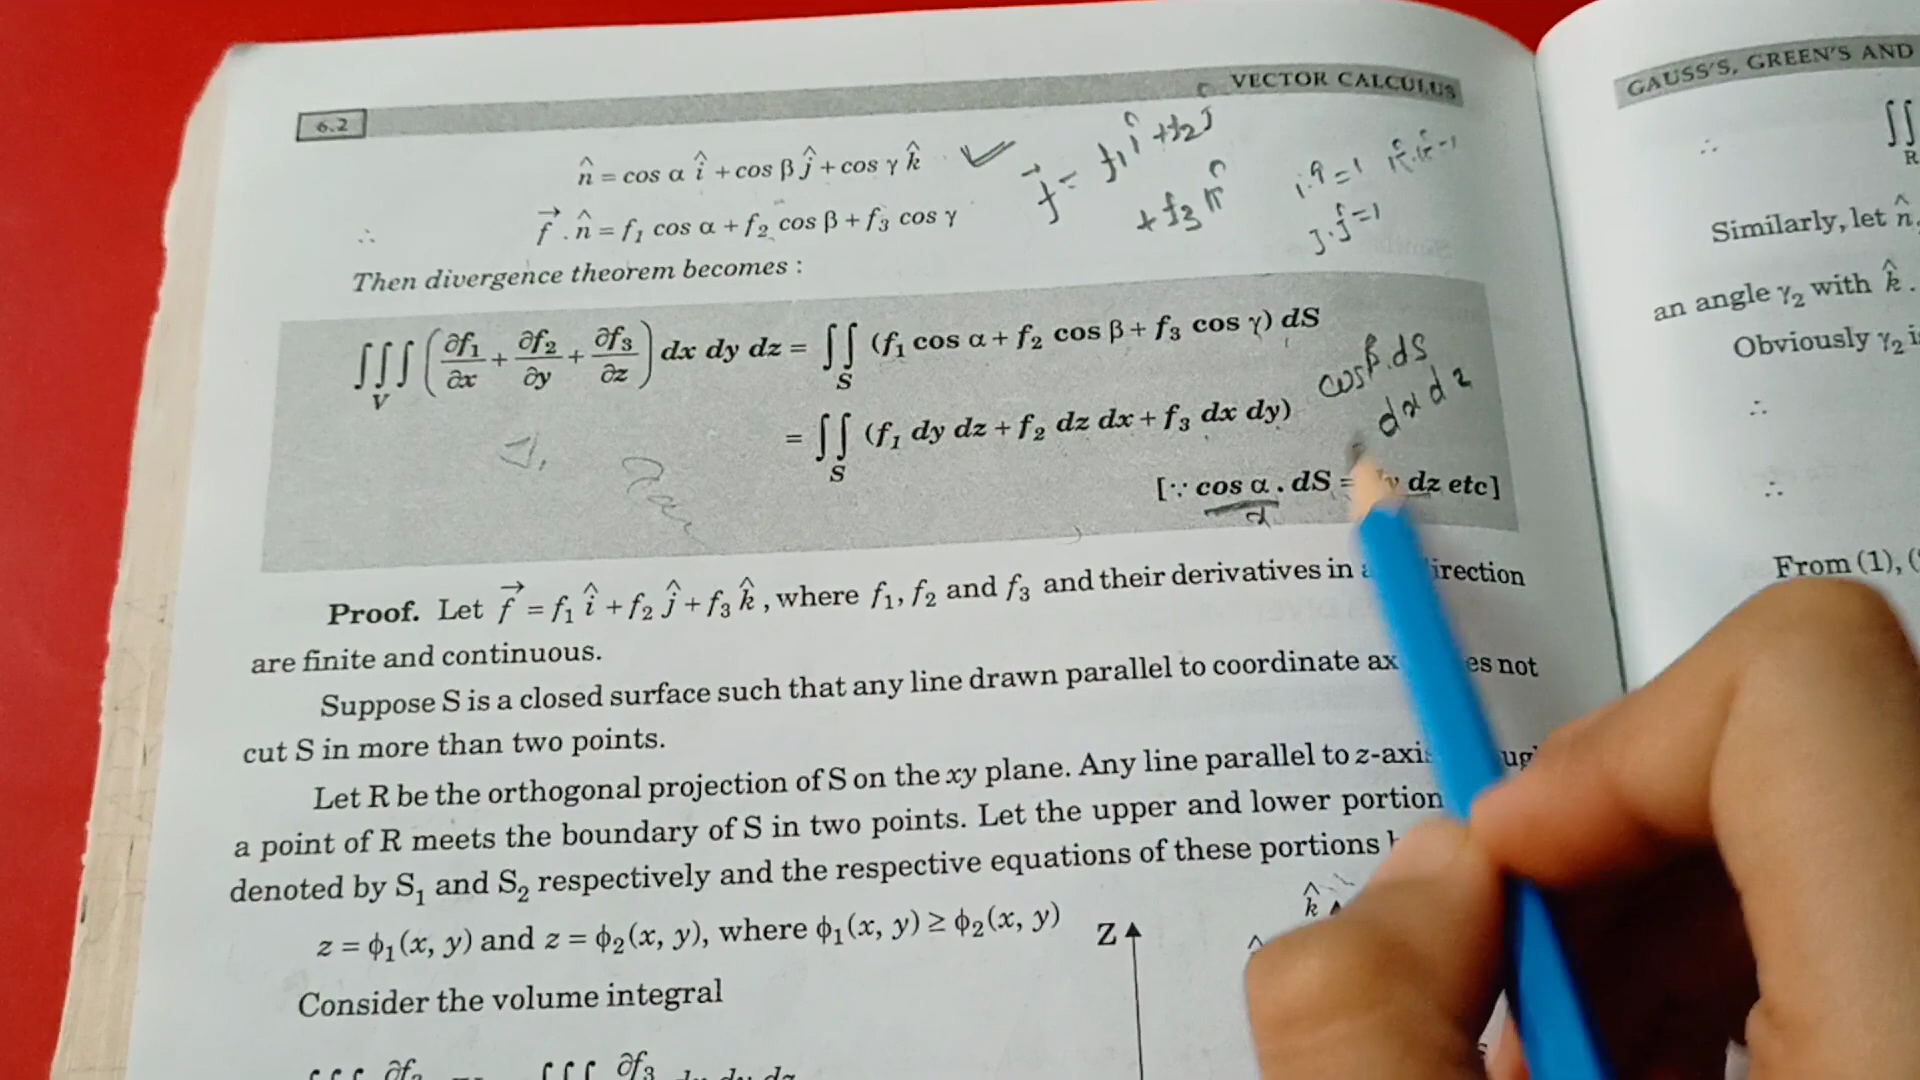 6.2 VECTOR CALCULUS
n̂ = cos α î + cos β ĵ + cos γ k̂
∴ f⃗ . n̂ = f₁ cos α + f₂ cos β + f₃ cos γ
f⃗ = f₁ î + f₂ ĵ
+ f₃ k̂
j.ĵ=1
Then divergence theorem becomes :
∫∫∫_V (∂f₁/∂x + ∂f₂/∂y + ∂f₃/∂z) dx dy dz = ∫∫_S (f₁ cos α + f₂ cos β + f₃ cos γ) dS
cos β.dS
dx dz
= ∫∫_S (f₁ dy dz + f₂ dz dx + f₃ dx dy)
[∵ cos α . dS = dz etc]
Proof. Let f⃗ = f₁ î + f₂ ĵ + f₃ k̂, where f₁, f₂ and f₃ and their derivatives in
are finite and continuous.
Suppose S is a closed surface such that any line drawn parallel to coordinate not
cut S in more than two points.
Let R be the orthogonal projection of S on the xy plane. Any line parallel to
a point of R meets the boundary of S in two points. Let the upper and lower portion
denoted by S₁ and S₂ respectively and the respective equations of these portions
z = ϕ₁(x, y) and z = ϕ₂(x, y), where ϕ₁(x, y) ≥ ϕ₂(x, y)
k̂
Z
Consider the volume integral
GAUSS'S, GREEN'S AND
∴ ∫∫
R
Similarly, let n̂
an angle γ₂ with k̂.
Obviously γ₂
∴
∴
From (1), (